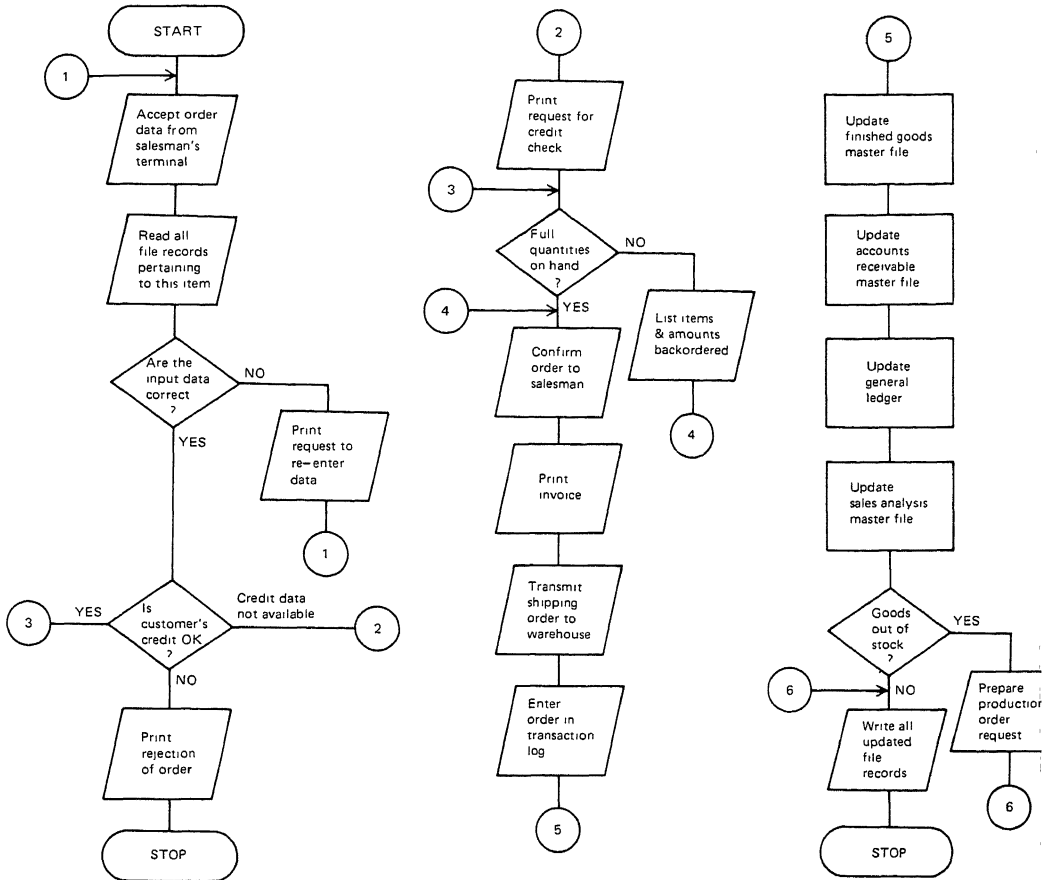 START
1
Accept order
data from
salesman's
terminal
Read all
file records
pertaining
to this item
Are the
input data
correct
?
NO
YES
Print
request to
re-enter
data
1
Is
customer's
credit OK
?
YES
3
Credit data
not available
2
NO
Print
rejection
of order
STOP
2
Print
request for
credit
check
3
Full
quantities
on hand
?
NO
YES
List items
& amounts
backordered
4
4
Confirm
order to
salesman
Print
invoice
Transmit
shipping
order to
warehouse
Enter
order in
transaction
log
5
5
Update
finished goods
master file
Update
accounts
receivable
master file
Update
general
ledger
Update
sales analysis
master file
Goods
out of
stock
?
YES
NO
6
Prepare
production
order
request
6
Write all
updated
file
records
STOP